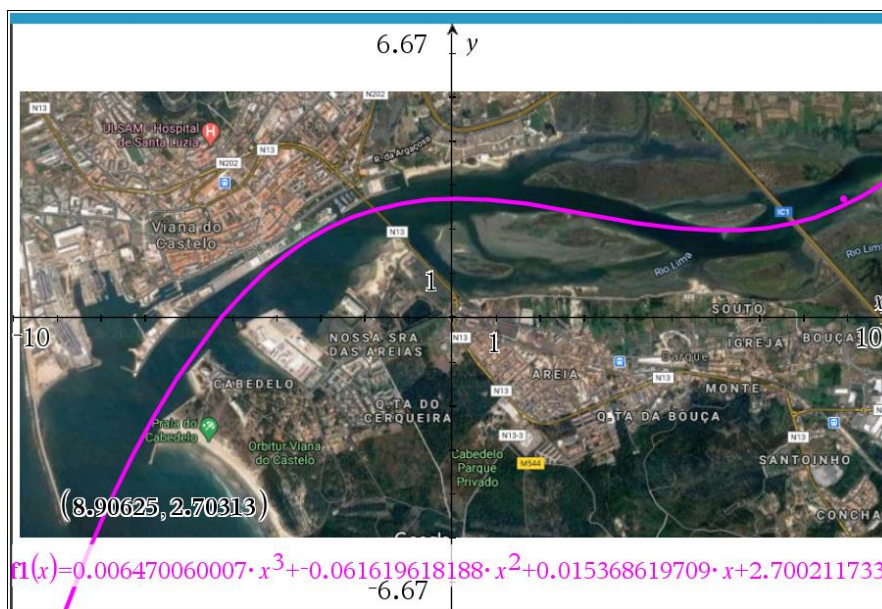 6.67
y
N202
N13
ULSAM - Hospital
de Santa Luzia
N13
R. da Argaçosa
N202
IC1
Viana do
Castelo
N13
Rio Lima
Rio Lima
1
x
-10
SOUTO
10
N13
1
NOSSA SRA.
DAS AREIAS
IGREJA
BOUÇA
Darque
AREIA
CABEDELO
N13
MONTE
N13
Q.TA DO
CERQUEIRA
Q.TA DA BOUÇA
Praia do
Cabedelo
N13-3
N13
Orbitur Viana
do Castelo
Cabedelo
Parque
Privado
M544
SANTOINHO
(8.90625, 2.70313)
CONCHA
f1(x)=0.006470060007·x³+-0.061619618188·x²+0.015368619709·x+2.700211733
-6.67